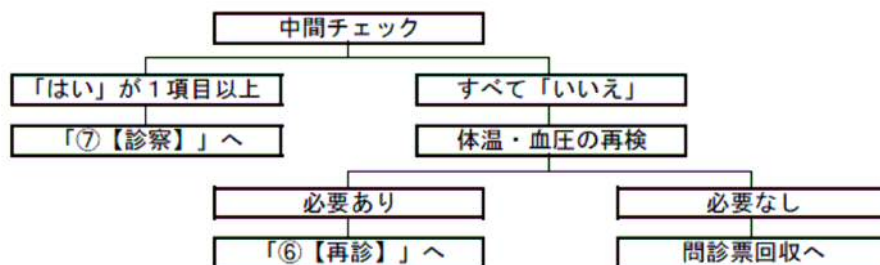 中間チェック
「はい」が１項目以上
すべて「いいえ」
「⑦【診察】」へ
体温・血圧の再検
必要あり
必要なし
「⑥【再診】」へ
問診票回収へ